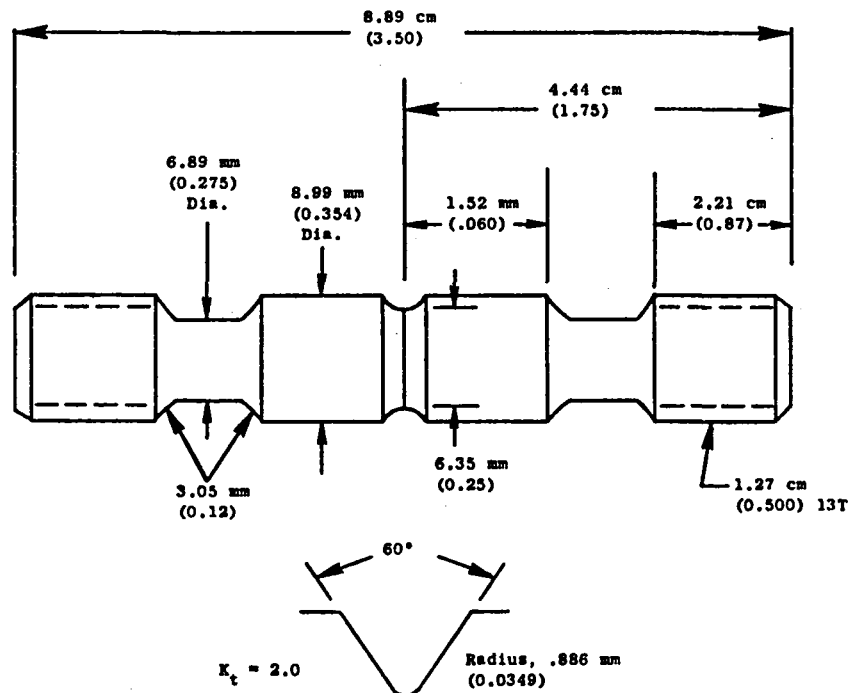 8.89 cm
(3.50)
4.44 cm
(1.75)
6.89 mm
(0.275)
Dia.
8.99 mm
(0.354)
Dia.
1.52 mm
(.060)
2.21 cm
(0.87)
3.05 mm
(0.12)
6.35 mm
(0.25)
1.27 cm
(0.500) 13T
60°
K_t = 2.0
Radius, .886 mm
(0.0349)